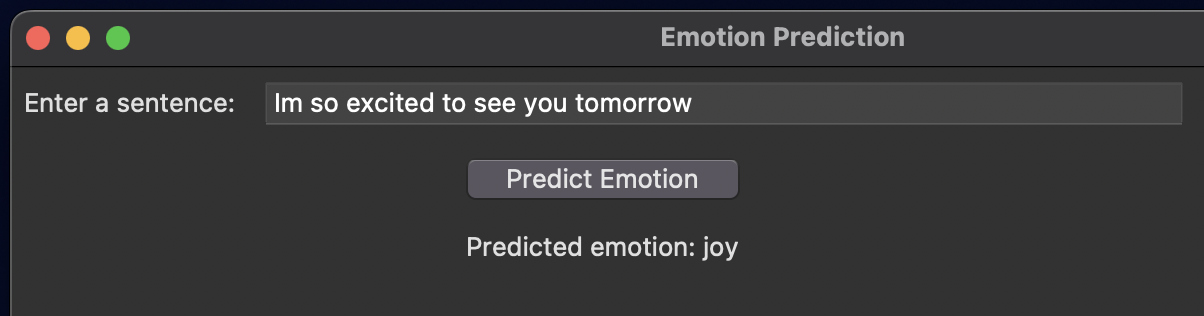 Emotion Prediction
Enter a sentence: Im so excited to see you tomorrow
Predict Emotion
Predicted emotion: joy